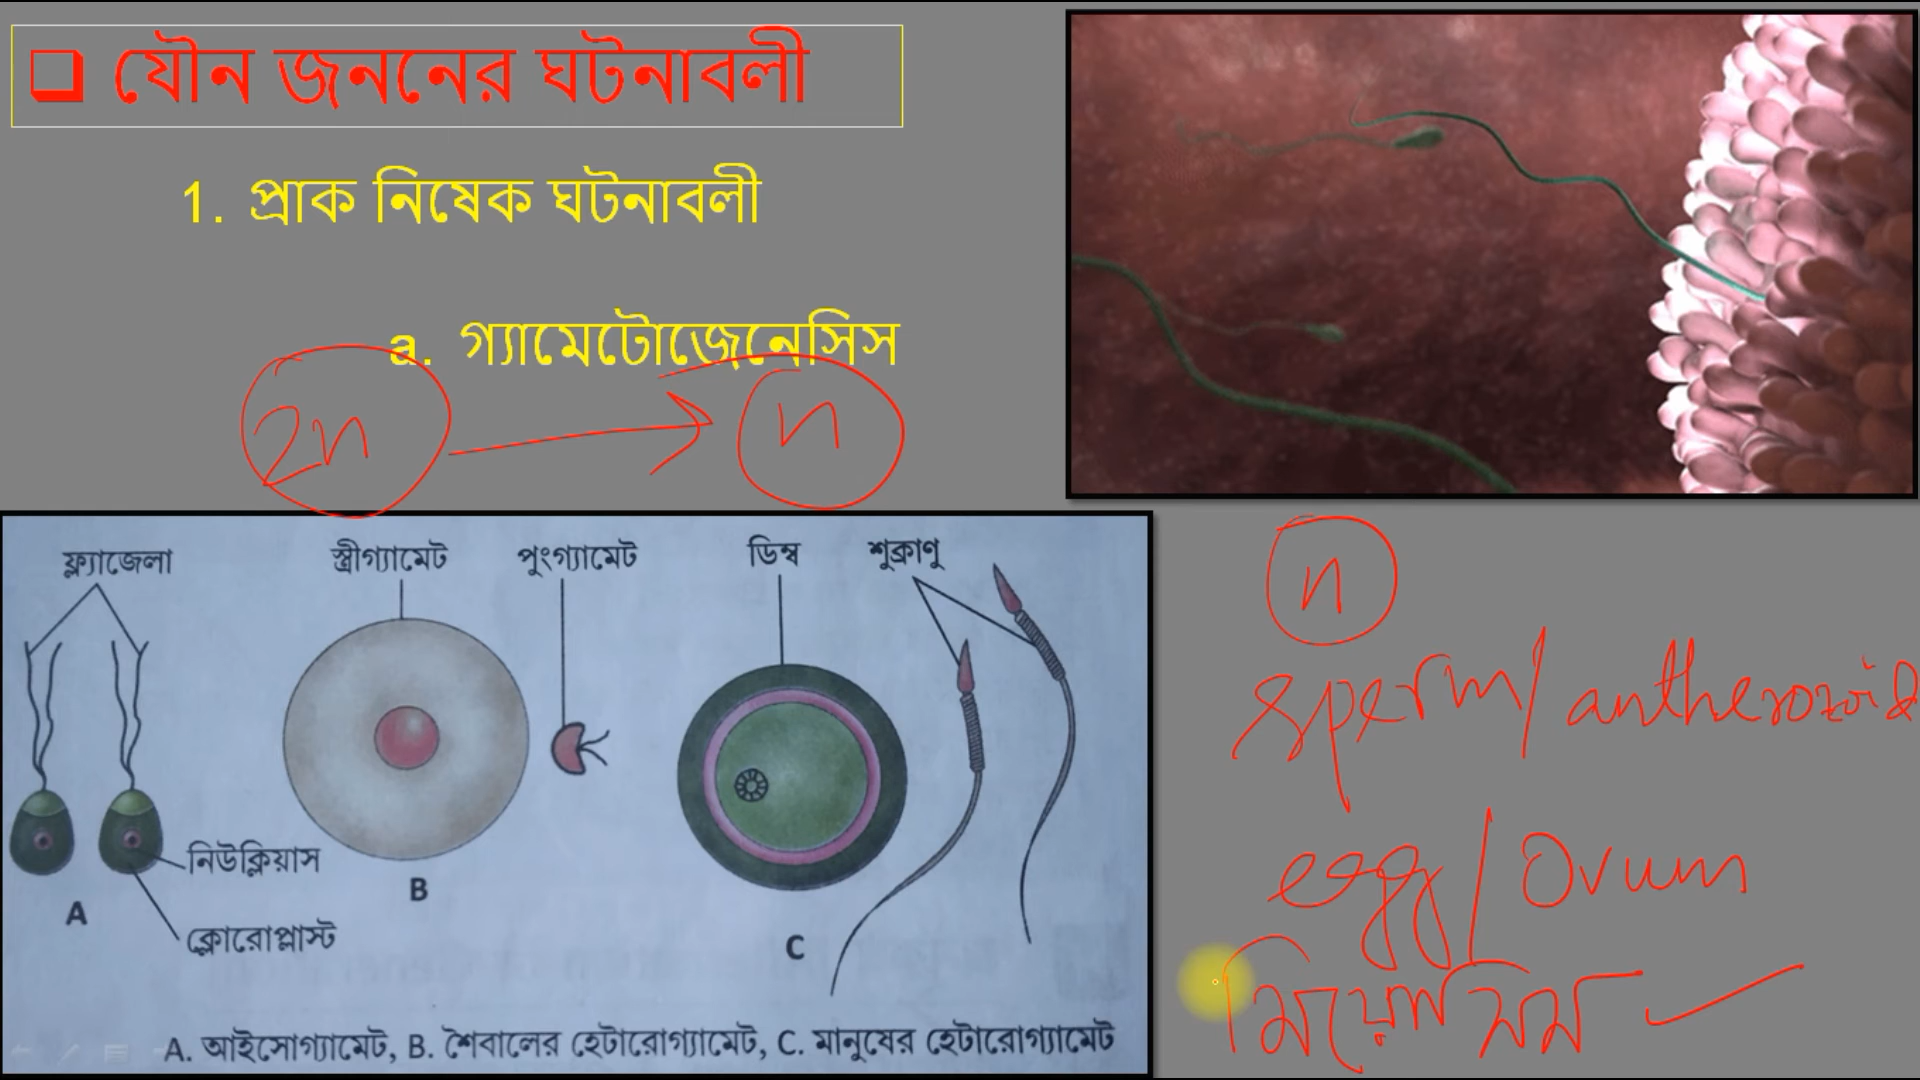 যৌন জননের ঘটনাবলী
1. প্রাক নিষেক ঘটনাবলী
a. গ্যামেটোজেনেসিস
2n → n
ফ্ল্যাজেলা স্ত্রীগ্যামেট পুংগ্যামেট ডিম্ব শুক্রাণু
নিউক্লিয়াস
ক্লোরোপ্লাস্ট
A B C
A. আইসোগ্যামেট, B. শৈবালের হেটারোগ্যামেট, C. মানুষের হেটারোগ্যামেট
n
sperm/antherozoid
egg/Ovum
মিয়োসিস ✓